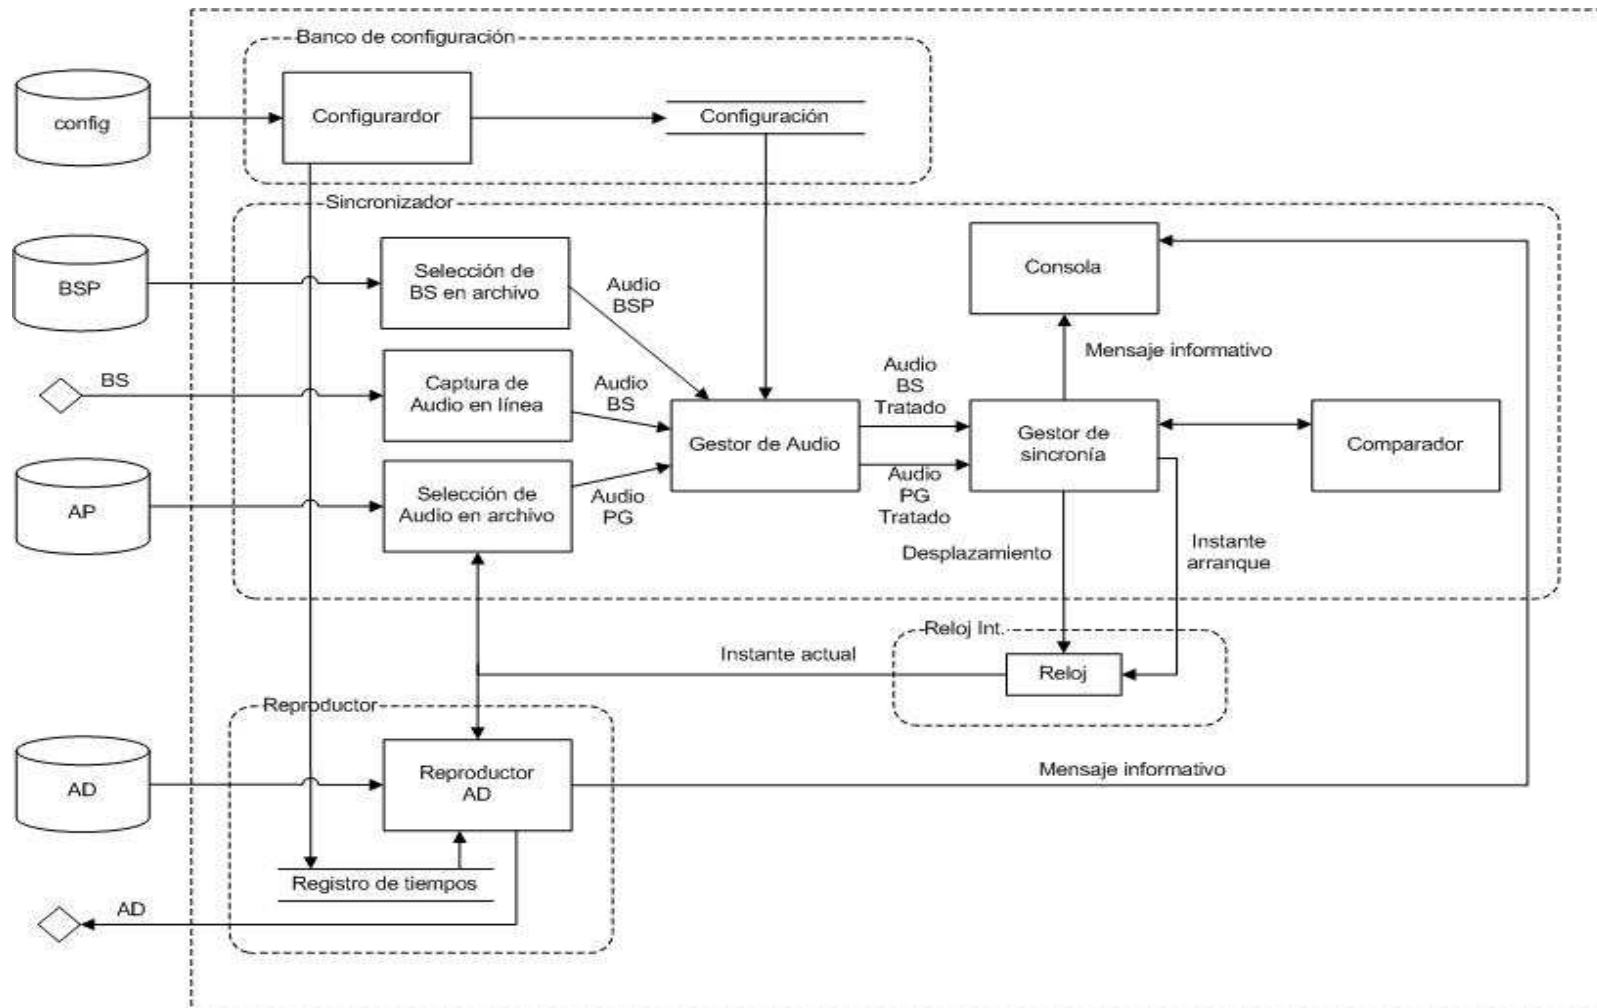 Banco de configuración
config
Configurardor
Configuración
Sincronizador
BSP
Selección de
BS en archivo
Audio
BSP
Consola
Mensaje informativo
BS
Captura de
Audio en línea
Audio
BS
Gestor de Audio
Audio
BS
Tratado
Gestor de
sincronía
Comparador
AP
Selección de
Audio en archivo
Audio
PG
Audio
PG
Tratado
Desplazamiento
Instante
arranque
Reloj Int.
Instante actual
Reloj
Reproductor
AD
Reproductor
AD
Mensaje informativo
Registro de tiempos
AD